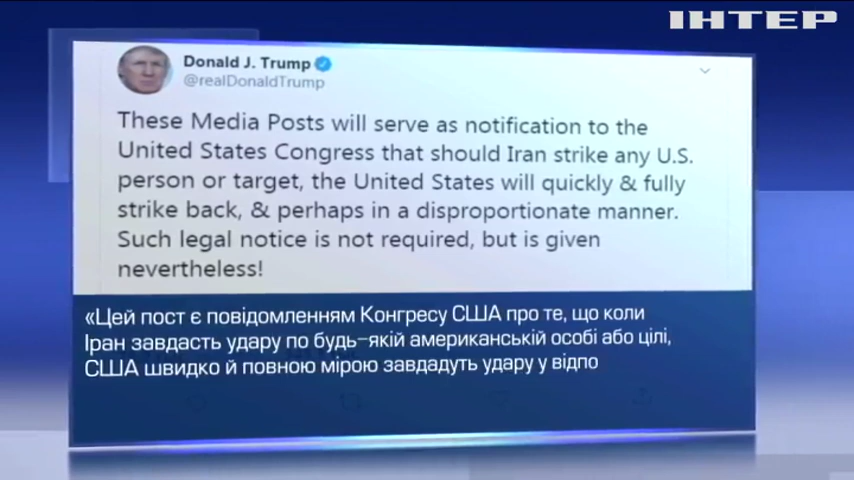 ІНТЕР
Donald J. Trump
@realDonaldTrump
These Media Posts will serve as notification to the
United States Congress that should Iran strike any U.S.
person or target, the United States will quickly & fully
strike back, & perhaps in a disproportionate manner.
Such legal notice is not required, but is given
nevertheless!
«Цей пост є повідомленням Конгресу США про те, що коли
Іран завдасть удару по будь-якій американській особі або цілі,
США швидко й повною мірою завдадуть удару у відпо